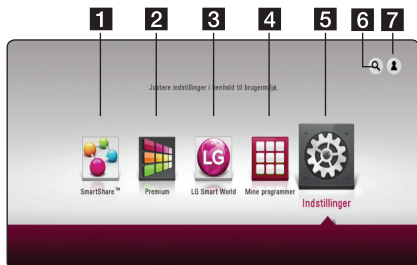 1 2 3 4 5 6 7
Justere indstillinger i henhold til brugermiljø.
LG
SmartShare™ Premium LG Smart World Mine programmer
Indstillinger